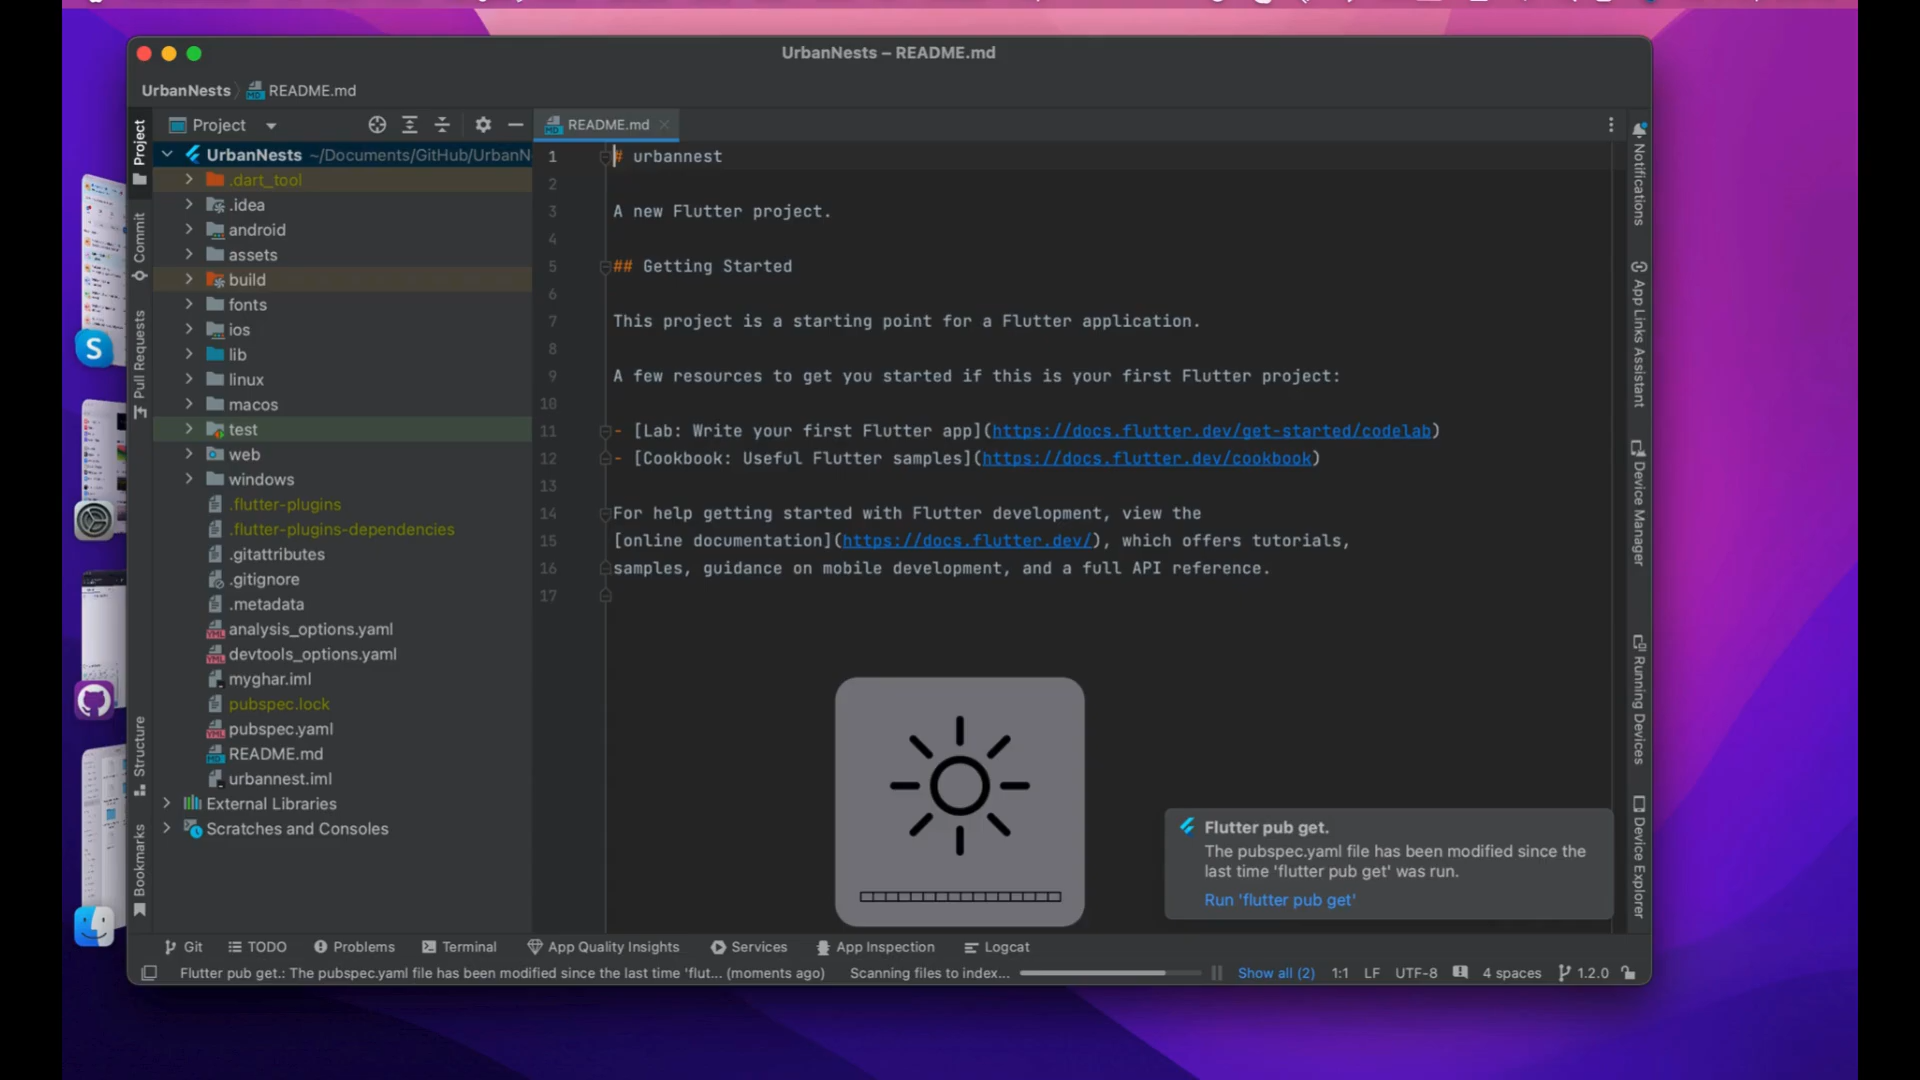 UrbanNests – README.md
UrbanNests
README.md
Project
README.md
UrbanNests ~/Documents/GitHub/UrbanN
.dart_tool
.idea
android
assets
build
fonts
ios
lib
linux
macos
test
web
windows
.flutter-plugins
.flutter-plugins-dependencies
.gitattributes
.gitignore
.metadata
analysis_options.yaml
devtools_options.yaml
myghar.iml
pubspec.lock
pubspec.yaml
README.md
urbannest.iml
External Libraries
Scratches and Consoles
Project
Commit
Pull Requests
Structure
Bookmarks
1 # urbannest
2
3 A new Flutter project.
4
5 ## Getting Started
6
7 This project is a starting point for a Flutter application.
8
9 A few resources to get you started if this is your first Flutter project:
10
11 - [Lab: Write your first Flutter app](https://docs.flutter.dev/get-started/codelab)
12 - [Cookbook: Useful Flutter samples](https://docs.flutter.dev/cookbook)
13
14 For help getting started with Flutter development, view the
15 [online documentation](https://docs.flutter.dev/), which offers tutorials,
16 samples, guidance on mobile development, and a full API reference.
17
Notifications
App Links Assistant
Device Manager
Running Devices
Device Explorer
Flutter pub get.
The pubspec.yaml file has been modified since the
last time 'flutter pub get' was run.
Run 'flutter pub get'
Git
TODO
Problems
Terminal
App Quality Insights
Services
App Inspection
Logcat
Flutter pub get.: The pubspec.yaml file has been modified since the last time 'flut... (moments ago)
Scanning files to index...
Show all (2)
1:1
LF
UTF-8
4 spaces
1.2.0
S